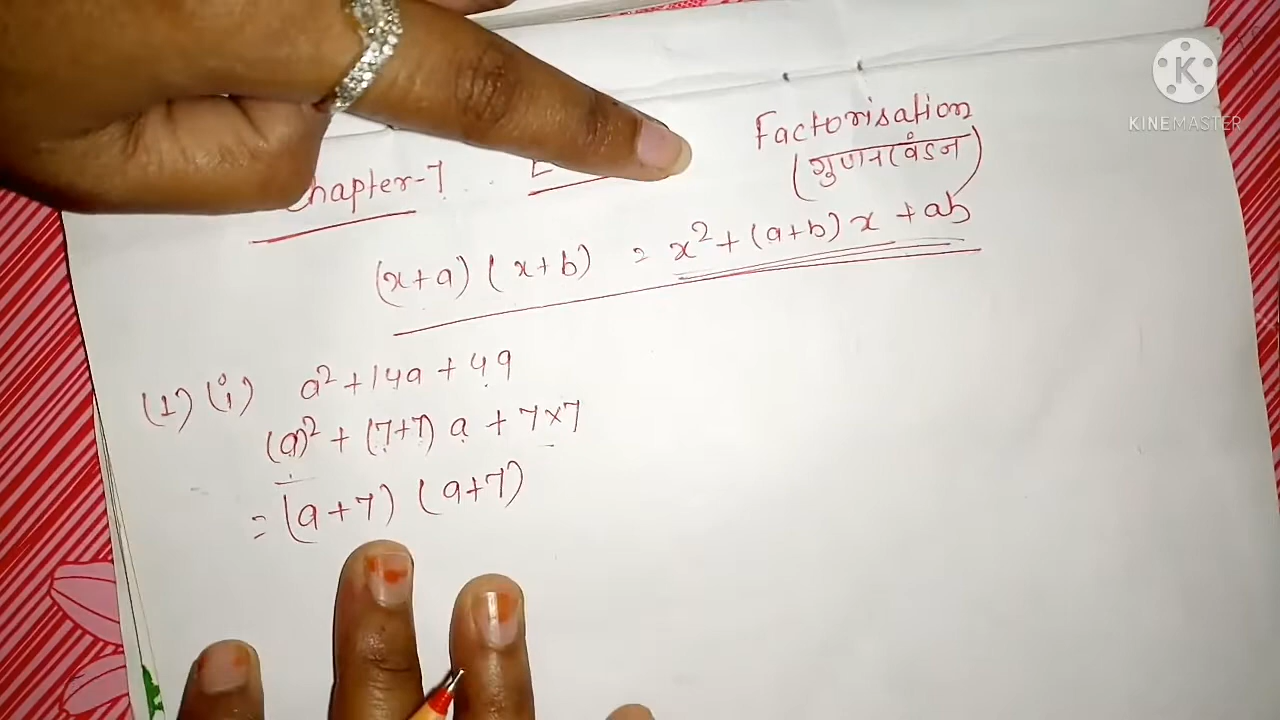 Factorisation
(गुणनखंडन)
Chapter-7
(x+a) (x+b) = x² + (a+b) x + ab
(1) (i) a² + 14a + 49
(a)² + (7+7) a + 7×7
= (a+7) (a+7)
K
KINEMASTER